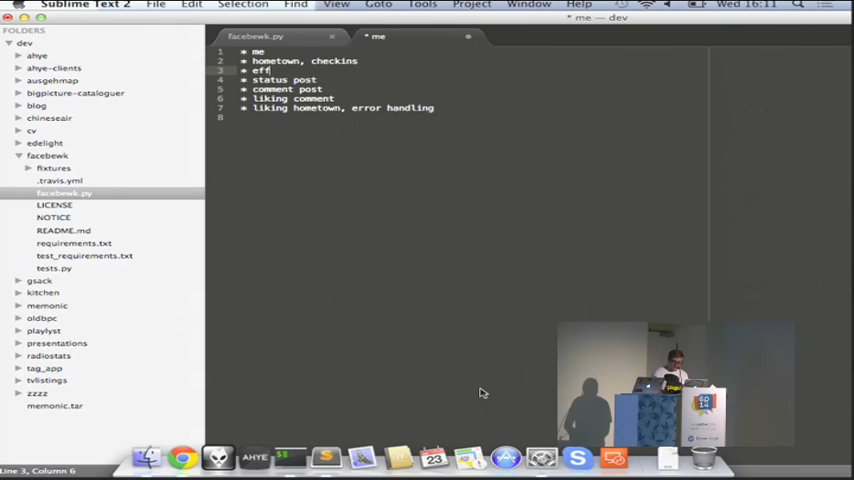 Sublime Text 2 File Edit Selection Find View Goto Tools Project Window Help Wed 16:11
* me — dev
FOLDERS
dev
ahye
ahye-clients
ausgehmap
bigpicture-cataloguer
blog
chineseair
cv
edelight
facebewk
fixtures
.travis.yml
facebewk.py
LICENSE
NOTICE
README.md
requirements.txt
test_requirements.txt
tests.py
gsack
kitchen
memonic
oldbpc
playlyst
presentations
radiostats
tag_app
tvlistings
zzzz
memonic.tar
facebewk.py
* me
1 * me
2 * hometown, checkins
3 * eff
4 * status post
5 * comment post
6 * liking comment
7 * liking hometown, error handling
8
AHYE
23
Line 3, Column 6